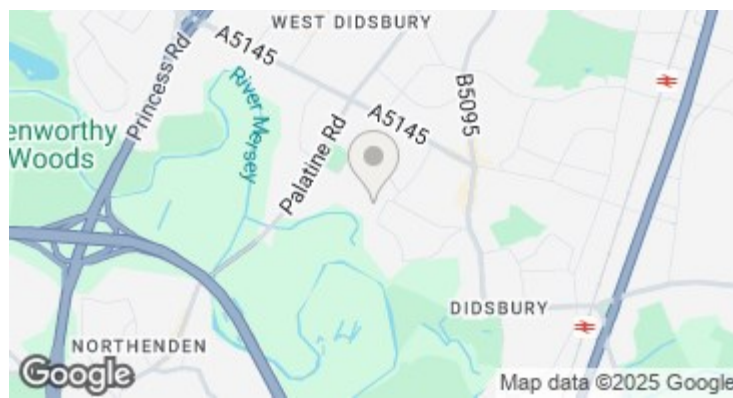 WEST DIDSBURY
A5145
Princess Rd
River Mersey
B5095
A5145
enworthy
Woods
Palatine Rd
DIDSBURY
NORTHENDEN
Google
Map data ©2025 Google